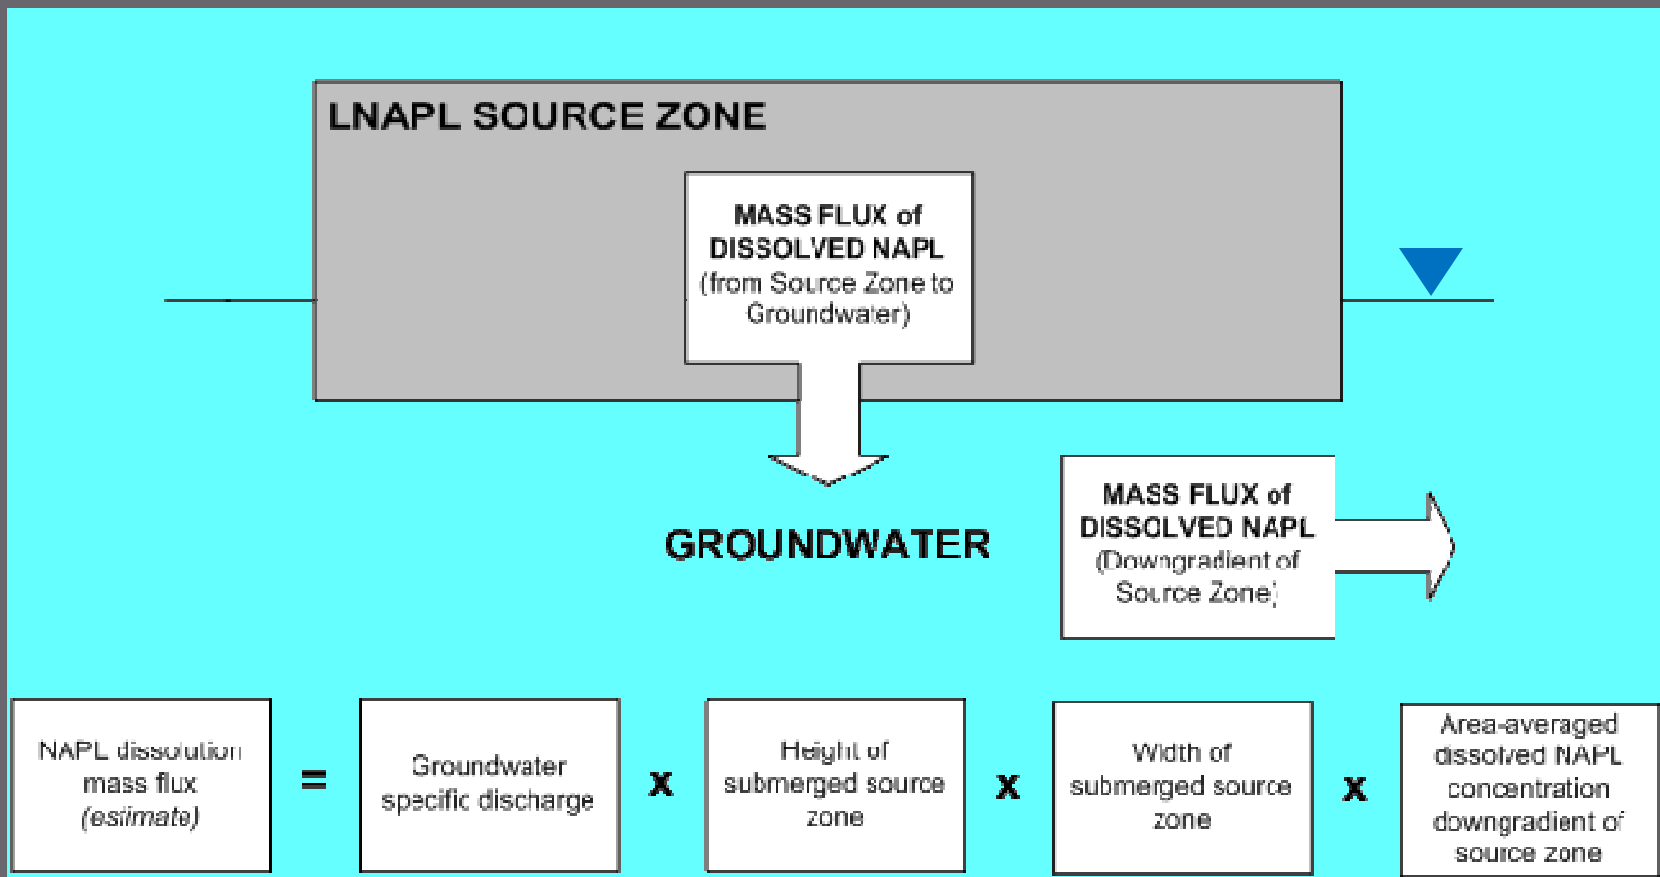 LNAPL SOURCE ZONE
MASS FLUX of
DISSOLVED NAPL
(from Source Zone to
Groundwater)
GROUNDWATER
MASS FLUX of
DISSOLVED NAPL
(Downgradient of
Source Zone)
NAPL dissolution
mass flux
(estimate)
=
Groundwater
specific discharge
x
Height of
submerged source
zone
x
Width of
submerged source
zone
x
Area-averaged
dissolved NAPL
concentration
downgradient of
source zone